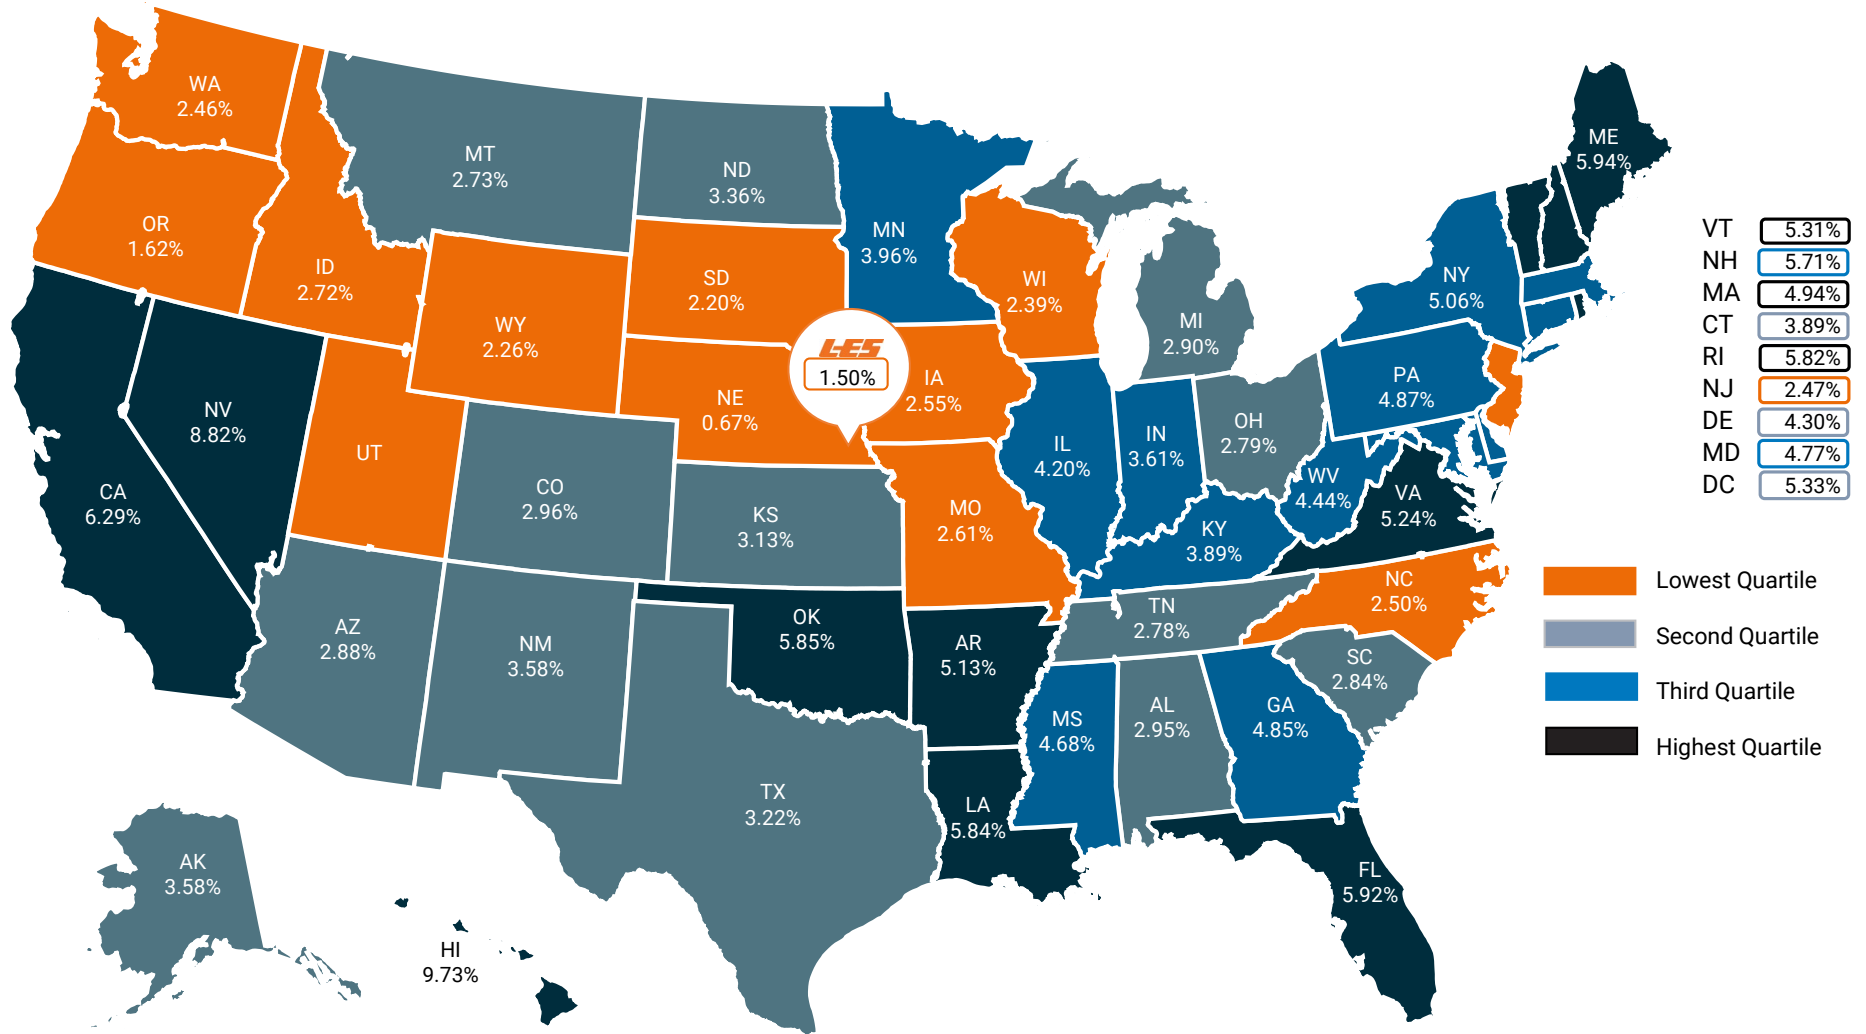 WA
2.46%
OR
1.62%
ID
2.72%
MT
2.73%
ND
3.36%
MN
3.96%
SD
2.20%
WI
2.39%
WY
2.26%
MI
2.90%
NE
0.67%
LES
1.50%
IA
2.55%
NV
8.82%
UT
CA
6.29%
CO
2.96%
KS
3.13%
MO
2.61%
IL
4.20%
IN
3.61%
OH
2.79%
PA
4.87%
NY
5.06%
ME
5.94%
WV
4.44%
VA
5.24%
KY
3.89%
NC
2.50%
TN
2.78%
SC
2.84%
AZ
2.88%
NM
3.58%
OK
5.85%
AR
5.13%
MS
4.68%
AL
2.95%
GA
4.85%
TX
3.22%
LA
5.84%
FL
5.92%
AK
3.58%
HI
9.73%
VT 5.31%
NH 5.71%
MA 4.94%
CT 3.89%
RI 5.82%
NJ 2.47%
DE 4.30%
MD 4.77%
DC 5.33%
Lowest Quartile
Second Quartile
Third Quartile
Highest Quartile